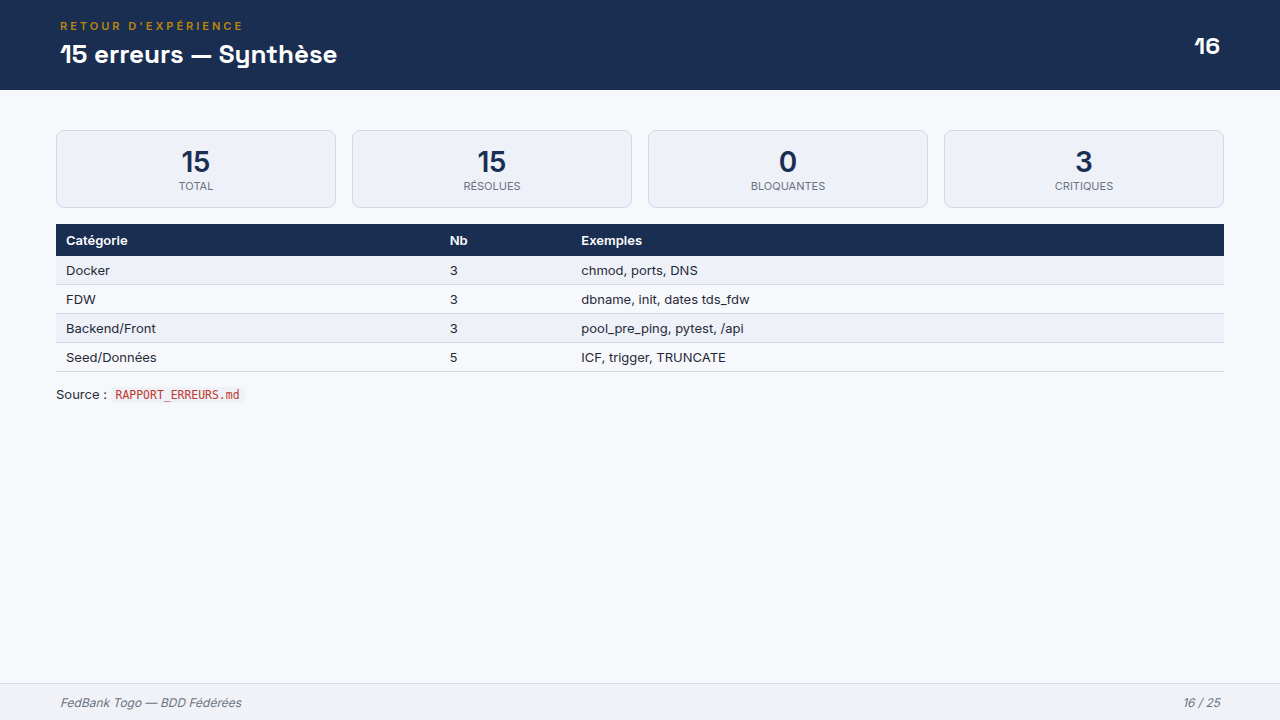 RETOUR D'EXPÉRIENCE
15 erreurs — Synthèse
16
15
TOTAL
15
RÉSOLUES
0
BLOQUANTES
3
CRITIQUES
Catégorie Nb Exemples
Docker 3 chmod, ports, DNS
FDW 3 dbname, init, dates tds_fdw
Backend/Front 3 pool_pre_ping, pytest, /api
Seed/Données 5 ICF, trigger, TRUNCATE
Source : RAPPORT_ERREURS.md
FedBank Togo — BDD Fédérées
16 / 25